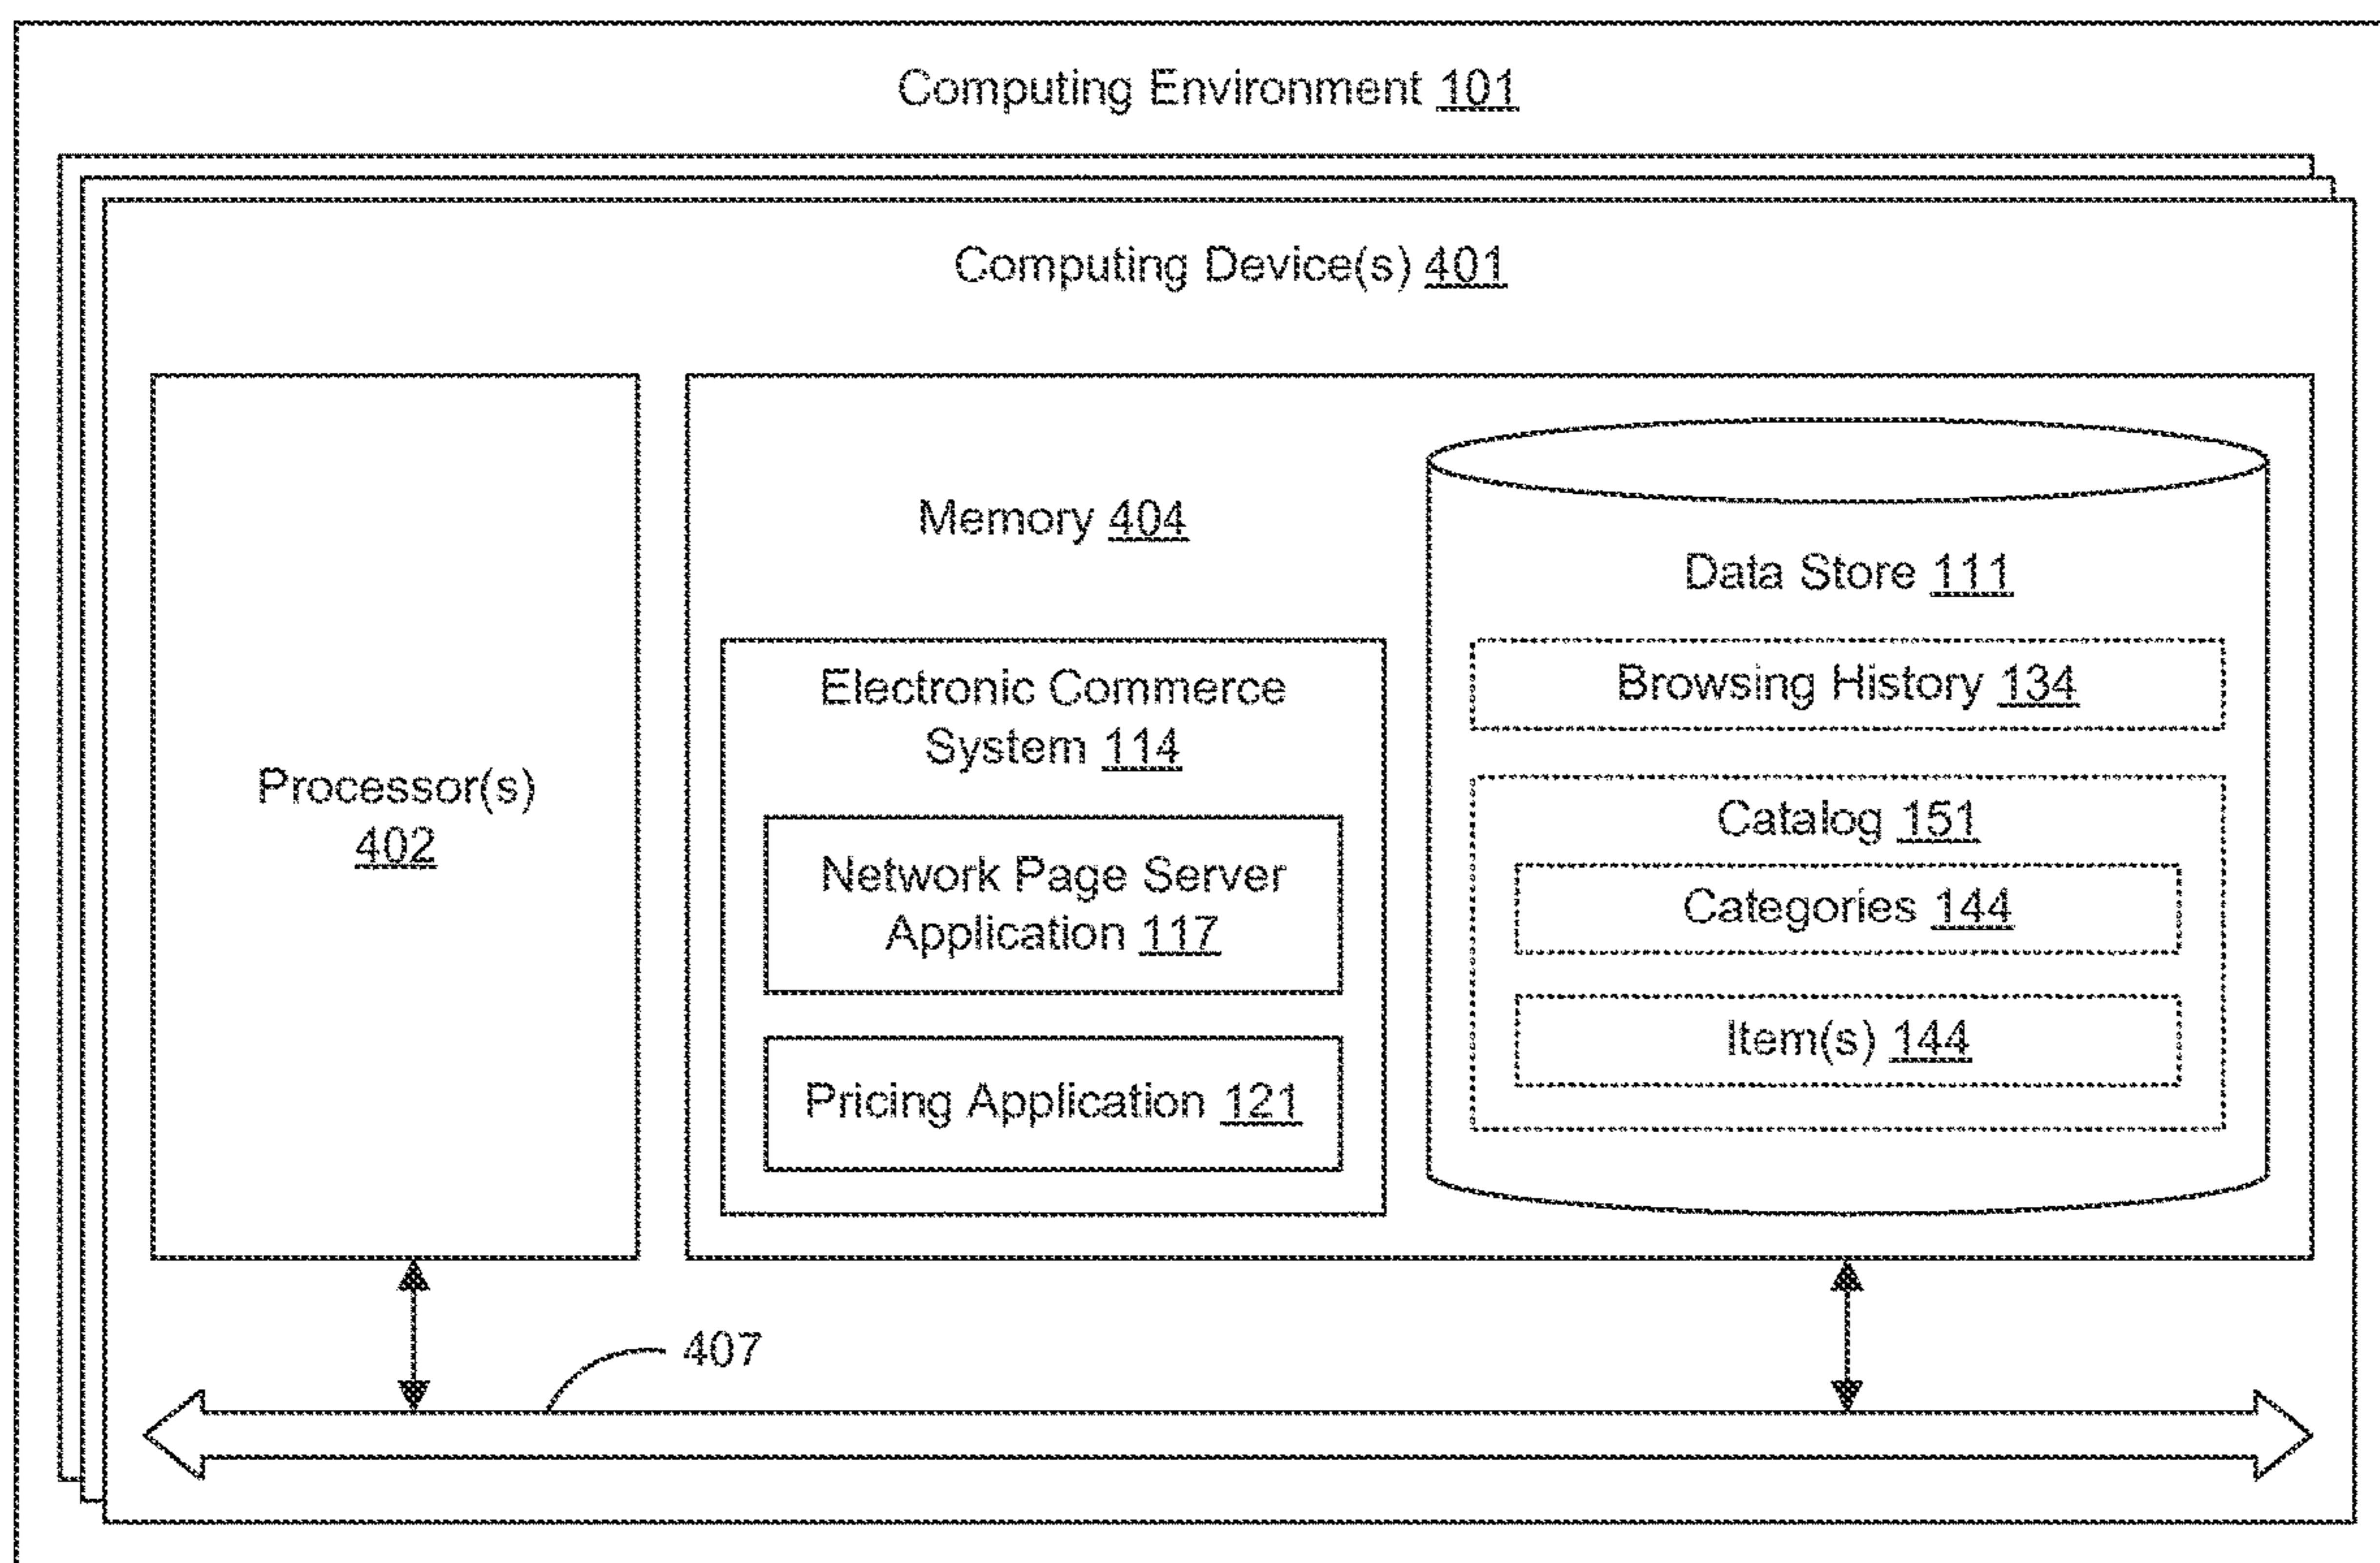 Computing Environment 101
Computing Device(s) 401
Processor(s)
402
Memory 404
Electronic Commerce
System 114
Network Page Server
Application 117
Pricing Application 121
Data Store 111
Browsing History 134
Catalog 151
Categories 144
Item(s) 144
407